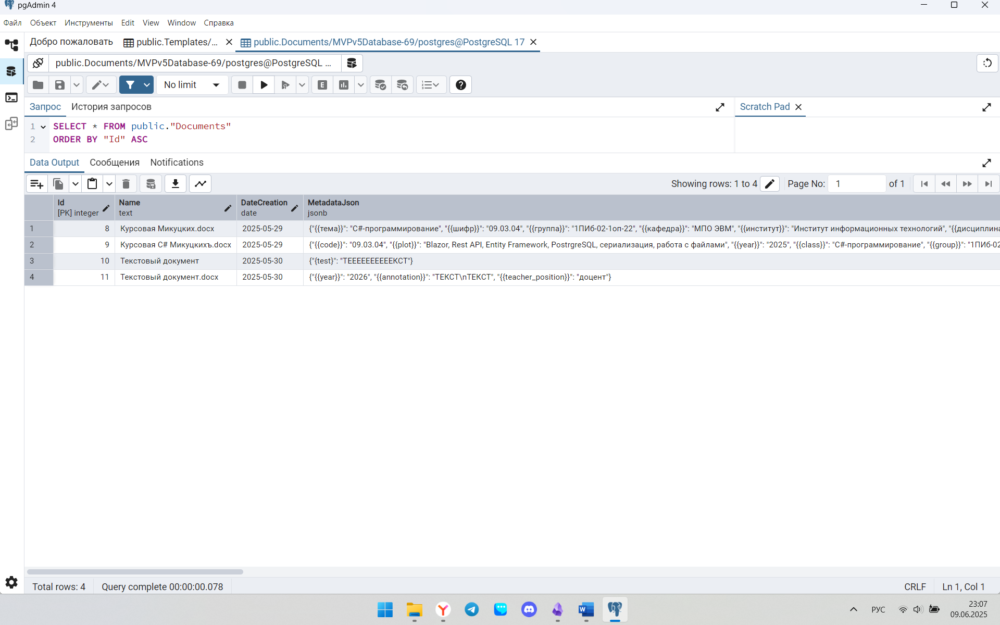 pgAdmin 4
Файл Объект Инструменты Edit View Window Справка
Добро пожаловать public.Templates/... public.Documents/MVPv5Database-69/postgres@PostgreSQL 17
public.Documents/MVPv5Database-69/postgres@PostgreSQL ...
No limit E
Запрос История запросов Scratch Pad
1 SELECT * FROM public."Documents"
2 ORDER BY "Id" ASC
Data Output Сообщения Notifications
Showing rows: 1 to 4 Page No: 1 of 1
Id Name DateCreation MetadataJson
[PK] integer text date jsonb
1 8 Курсовая Микуцких.docx 2025-05-29 {"{{тема}}": "C#-программирование", "{{шифр}}": "09.03.04", "{{группа}}": "1ПИб-02-1оп-22", "{{кафедра}}": "МПО ЭВМ", "{{институт}}": "Институт информационных технологий", "{{дисциплина
2 9 Курсовая C# Микуцкихъ.docx 2025-05-29 {"{{code}}": "09.03.04", "{{plot}}": "Blazor, Rest API, Entity Framework, PostrgreSQL, сериализация, работа с файлами", "{{year}}": "2025", "{{class}}": "C#-программирование", "{{group}}": "1ПИб-02
3 10 Текстовый документ 2025-05-30 {"{test}": "ТЕЕЕЕЕЕЕЕЕЕКСТ"}
4 11 Текстовый документ.docx 2025-05-30 {"{{year}}": "2026", "{{annotation}}": "ТЕКСТ\nТЕКСТ", "{{teacher_position}}": "доцент"}
Total rows: 4 Query complete 00:00:00.078 CRLF Ln 1, Col 1
РУС 23:07
09.06.2025